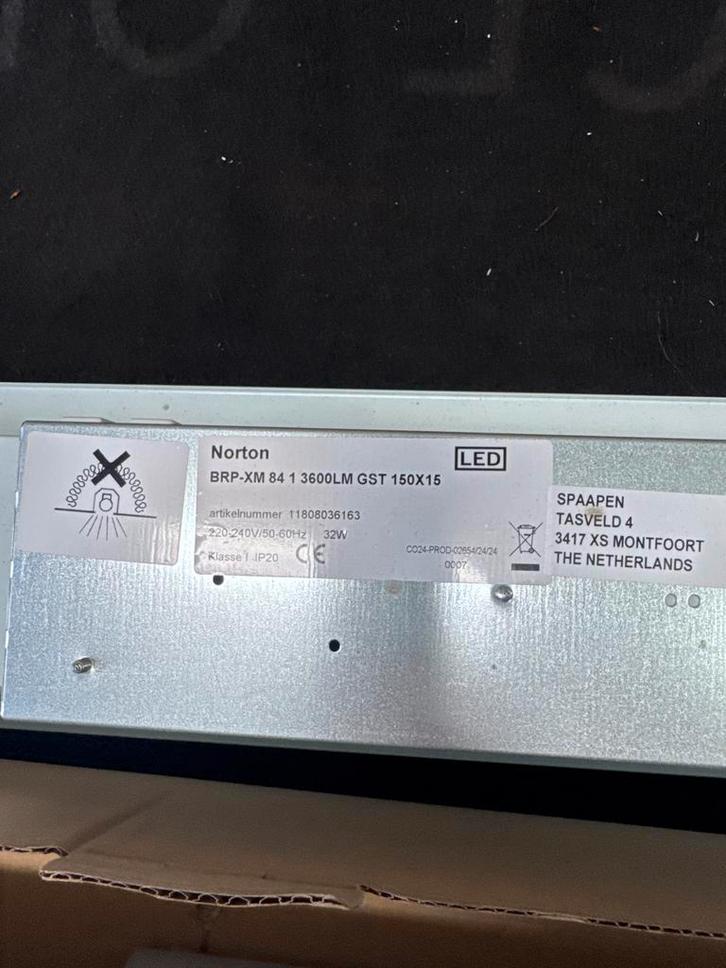 Norton
LED
BRP-XM 84 1 3600LM GST 150X15
artikelnummer 11808036163
220-240V/50-60Hz 32W
Klasse I .IP20 CE
CO24-PROD-02654/24/24
0007
SPAAPEN
TASVELD 4
3417 XS MONTFOORT
THE NETHERLANDS